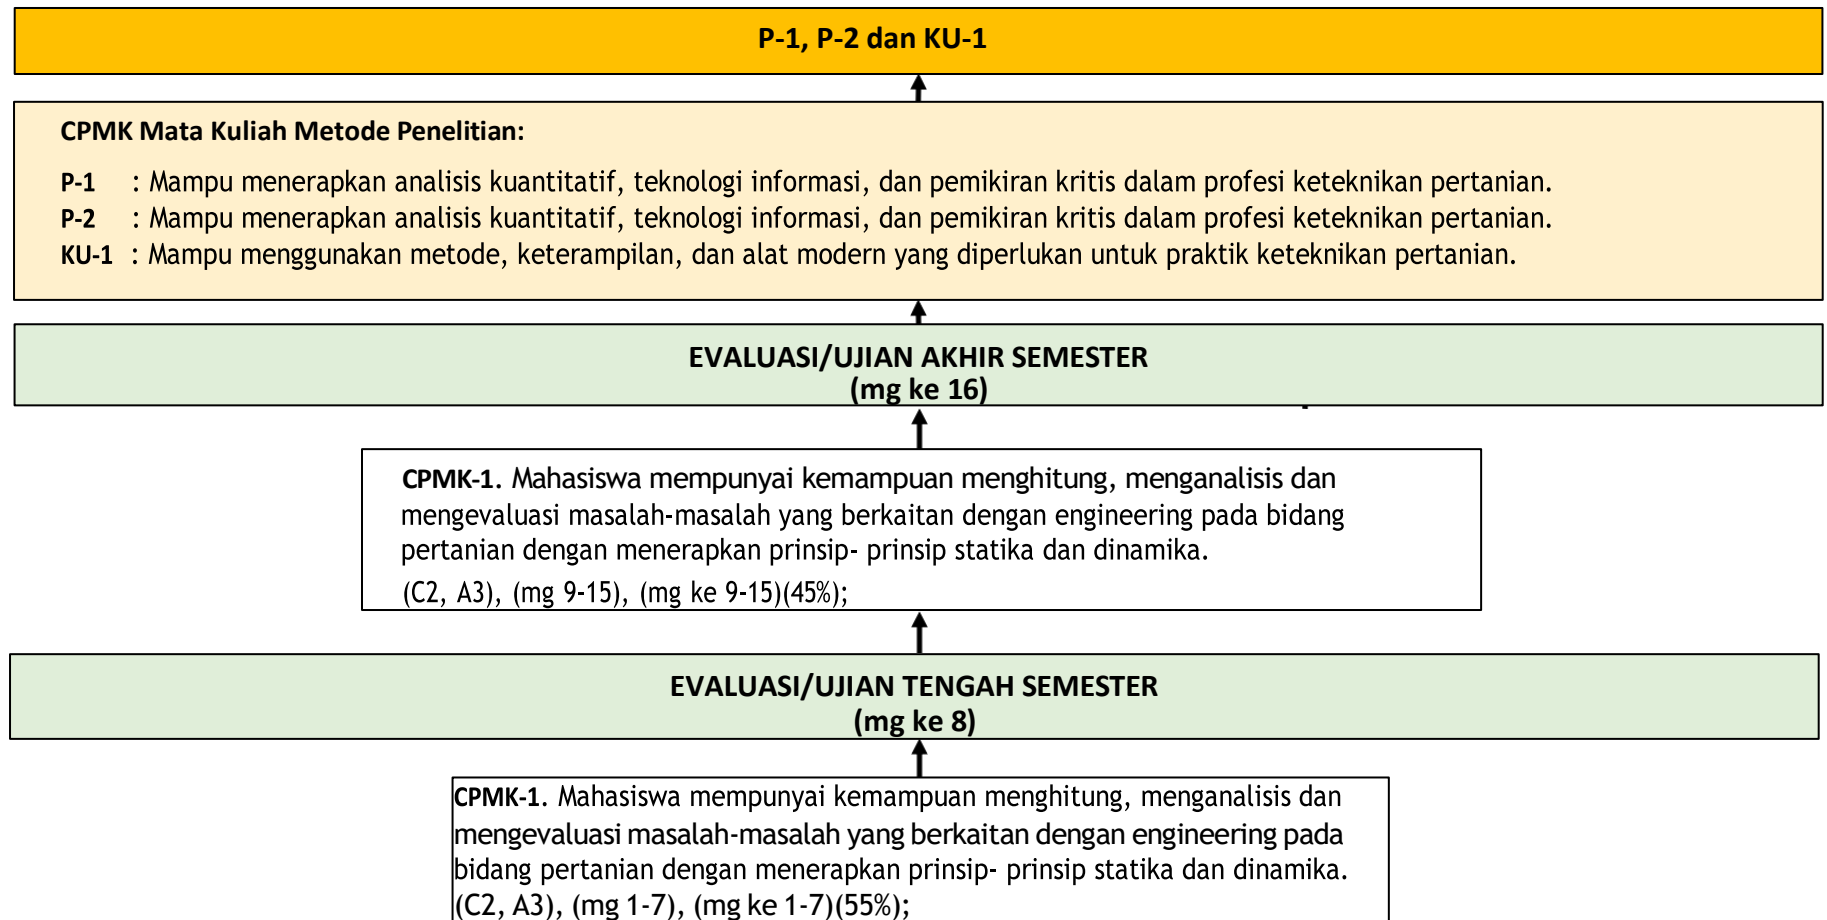 P-1, P-2 dan KU-1
CPMK Mata Kuliah Metode Penelitian:
P-1 : Mampu menerapkan analisis kuantitatif, teknologi informasi, dan pemikiran kritis dalam profesi keteknikan pertanian.
P-2 : Mampu menerapkan analisis kuantitatif, teknologi informasi, dan pemikiran kritis dalam profesi keteknikan pertanian.
KU-1 : Mampu menggunakan metode, keterampilan, dan alat modern yang diperlukan untuk praktik keteknikan pertanian.
EVALUASI/UJIAN AKHIR SEMESTER
(mg ke 16)
CPMK-1. Mahasiswa mempunyai kemampuan menghitung, menganalisis dan
mengevaluasi masalah-masalah yang berkaitan dengan engineering pada bidang
pertanian dengan menerapkan prinsip- prinsip statika dan dinamika.
(C2, A3), (mg 9-15), (mg ke 9-15)(45%);
EVALUASI/UJIAN TENGAH SEMESTER
(mg ke 8)
CPMK-1. Mahasiswa mempunyai kemampuan menghitung, menganalisis dan
mengevaluasi masalah-masalah yang berkaitan dengan engineering pada
bidang pertanian dengan menerapkan prinsip- prinsip statika dan dinamika.
(C2, A3), (mg 1-7), (mg ke 1-7)(55%);